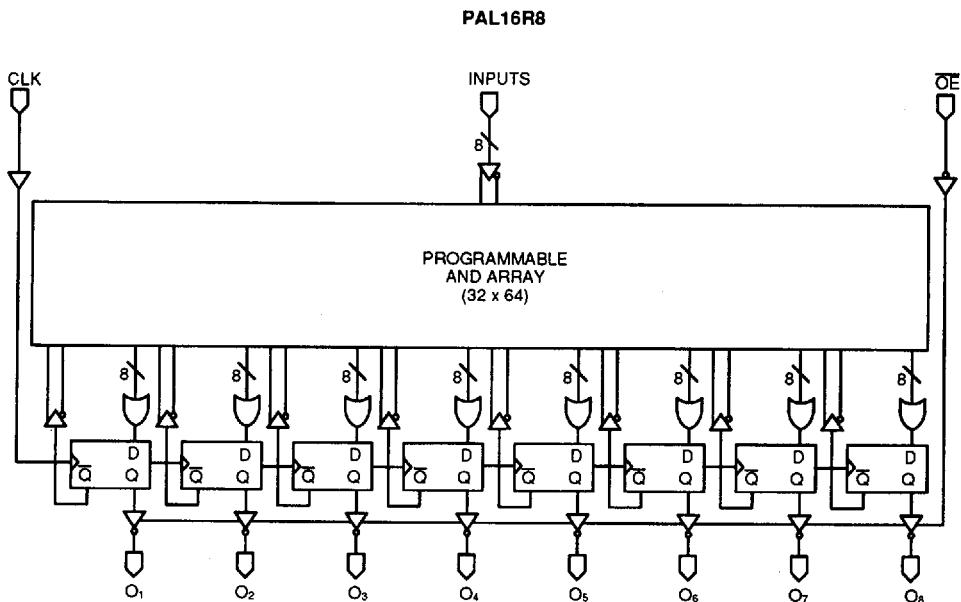 PAL16R8
CLK
INPUTS
O̅E̅
8
PROGRAMMABLE
AND ARRAY
(32 x 64)
8 8 8 8 8 8 8 8
D D D D D D D D
Q̅ Q Q̅ Q Q̅ Q Q̅ Q Q̅ Q Q̅ Q Q̅ Q Q̅ Q
O₁ O₂ O₃ O₄ O₅ O₆ O₇ O₈